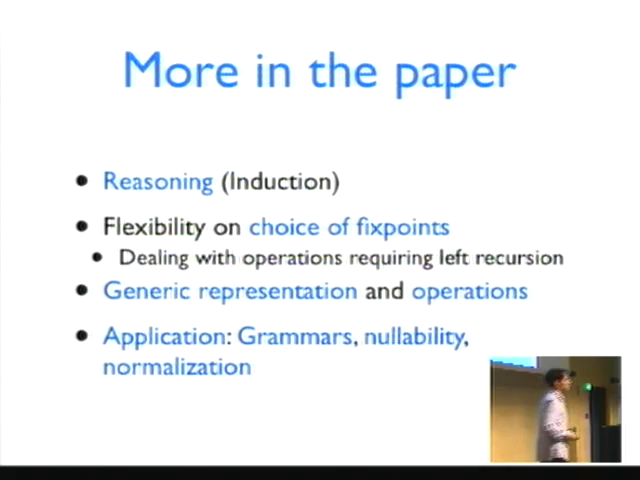 More in the paper
• Reasoning (Induction)
• Flexibility on choice of fixpoints
• Dealing with operations requiring left recursion
• Generic representation and operations
• Application: Grammars, nullability,
normalization